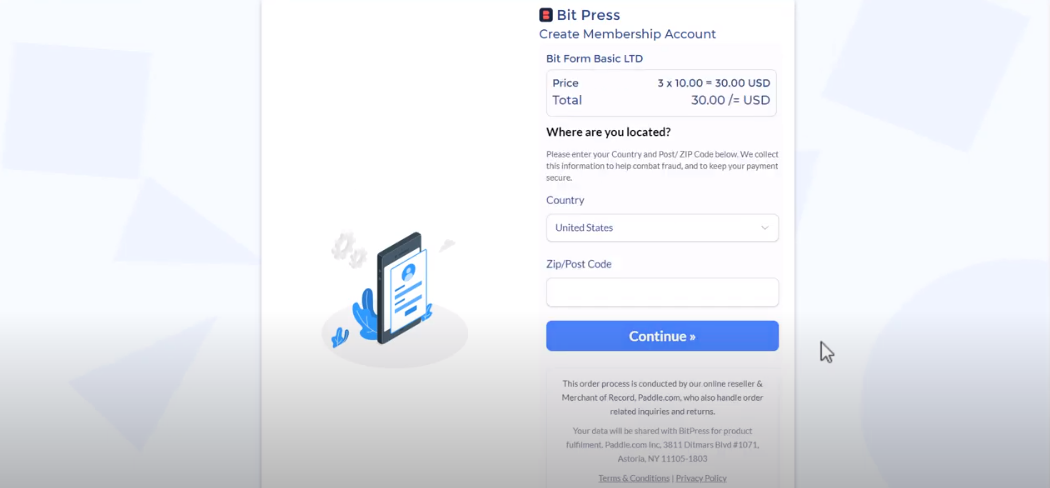 Bit Press
Create Membership Account
Bit Form Basic LTD
Price 3 x 10.00 = 30.00 USD
Total 30.00 /= USD
Where are you located?
Please enter your Country and Post/ ZIP Code below. We collect
this information to help combat fraud, and to keep your payment
secure.
Country
United States
Zip/Post Code
Continue »
This order process is conducted by our online reseller &
Merchant of Record, Paddle.com, who also handle order
related inquiries and returns.
Your data will be shared with BitPress for product
fulfilment, Paddle.com Inc, 3811 Ditmars Blvd #1071,
Astoria, NY 11105-1803
Terms & Conditions | Privacy Policy